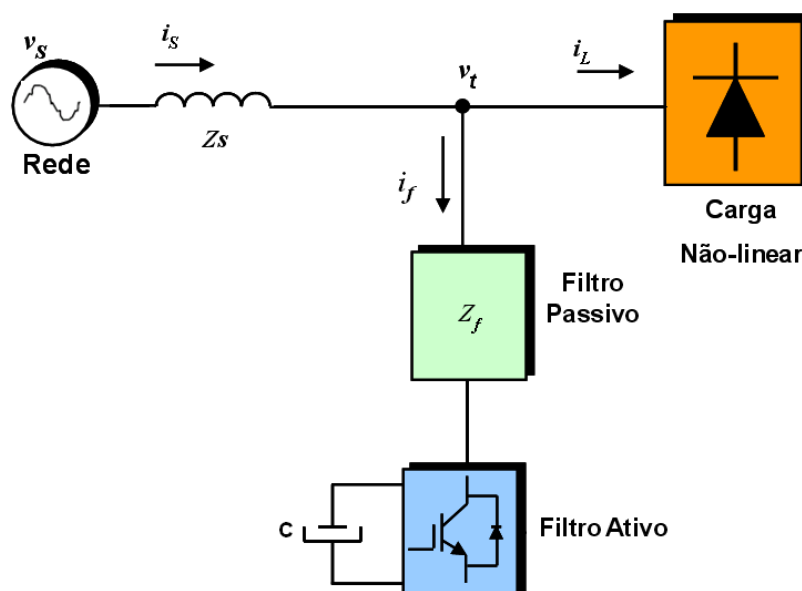 vs
is
iL
vt
Rede
Zs
if
Carga
Não-linear
Filtro
Passivo
Zf
C
Filtro Ativo